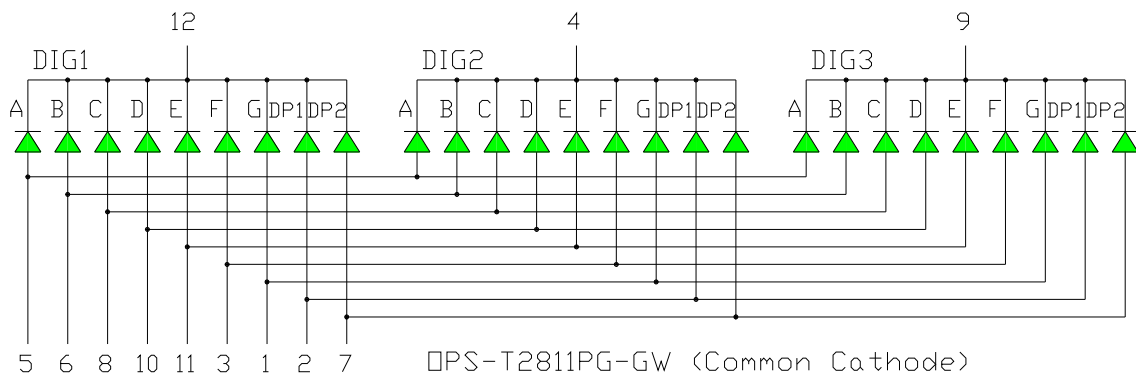 12 4 9
DIG1 DIG2 DIG3
A B C D E F G DP1 DP2 A B C D E F G DP1 DP2 A B C D E F G DP1 DP2
5 6 8 10 11 3 1 2 7 OPS-T2811PG-GW (Common Cathode)